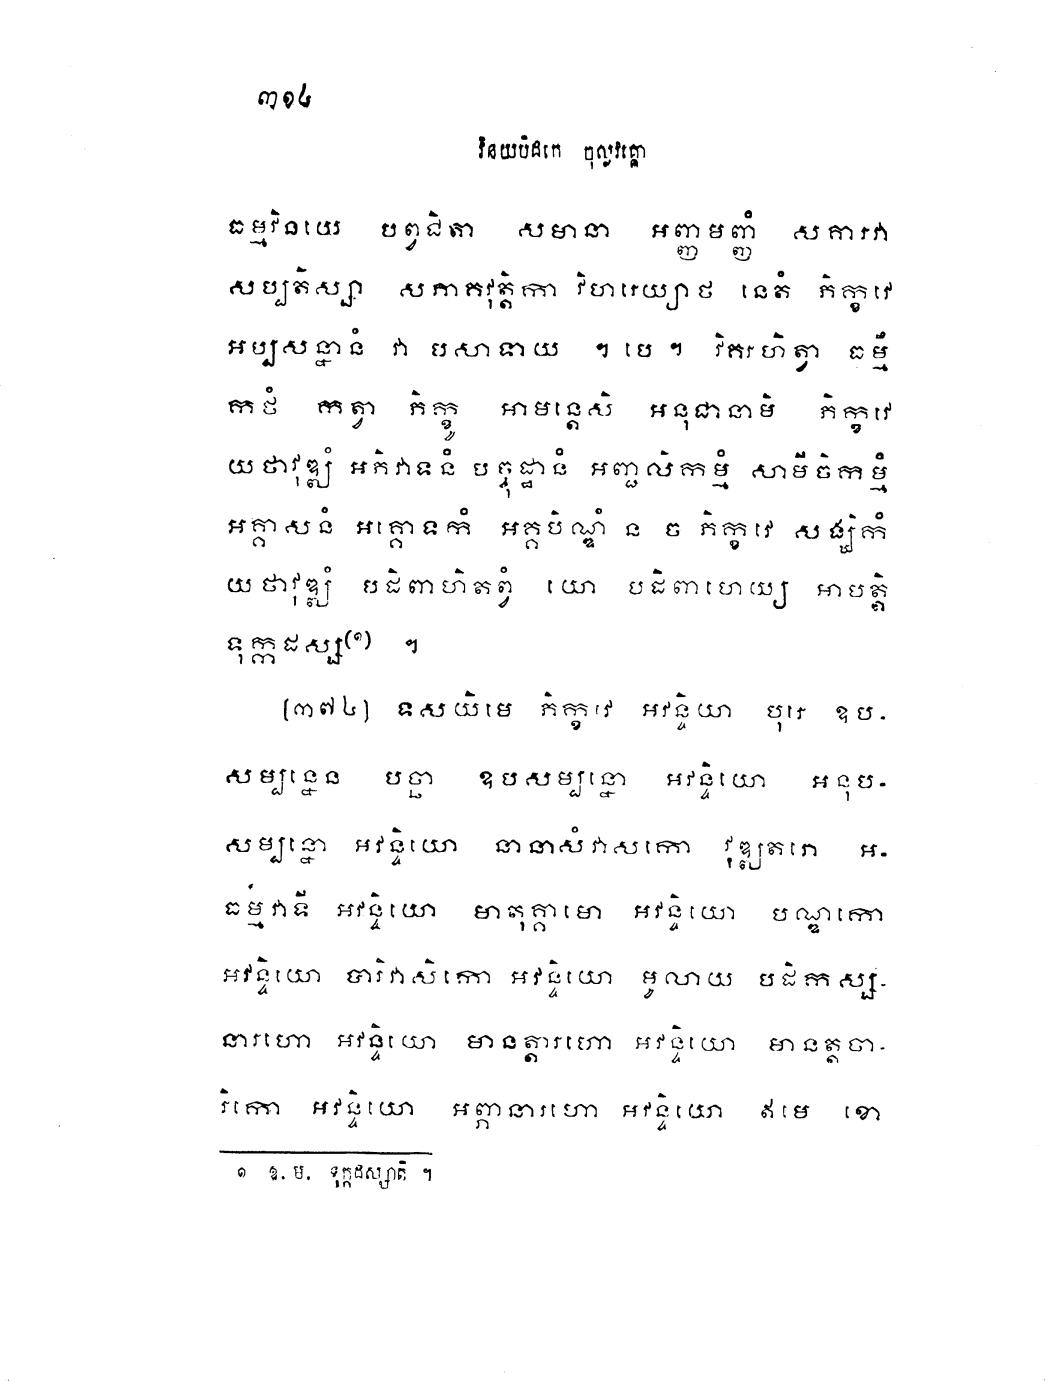 ៣១៤
វិនយបិដកេ ចុល្លវគ្គោ
ធម្មវិនយេ បព្វជិតា សមានា អញ្ញមញ្ញំ សគារវា
សប្បតិស្សា សភាគវុត្តិកា វិហរេយ្យាថ នេតំ ភិក្ខវេ
អប្បសន្នានំ វា បសាទាយ ។ បេ ។ វិគរហិត្វា ធម្មឹ
កថំ កត្វា ភិក្ខូ អាមន្តេសិ អនុជានាមិ ភិក្ខវេ
យថាវុឌ្ឍំ អភិវាទនំ បច្ចុដ្ឋានំ អញ្ជលិកម្មំ សាមីចិកម្មំ
អគ្គាសនំ អគ្គោទកំ អគ្គបិណ្ឌំ ន ច ភិក្ខវេ សង្ឃិកំ
យថាវុឌ្ឍំ បដិពាហិតព្វំ យោ បដិពាហេយ្យ អាបត្តិ
ទុក្កដស្ស(១) ។
[៣៧៤] ទសយិមេ ភិក្ខវេ អវន្ទិយា បុរេ ឧប-
សម្បន្នេន បច្ឆា ឧបសម្បន្នោ អវន្ទិយោ អនុប-
សម្បន្នោ អវន្ទិយោ នានាសំវាសកោ វុឌ្ឍតរោ អ-
ធម្មវាទី អវន្ទិយោ មាតុគ្គាមោ អវន្ទិយោ បណ្ឌកោ
អវន្ទិយោ បារិវាសិកោ អវន្ទិយោ មូលាយ បដិកស្ស-
នារហោ អវន្ទិយោ មានត្តារហោ អវន្ទិយោ មានត្តចា-
រិកោ អវន្ទិយោ អព្ភានារហោ អវន្ទិយោ ឥមេ ខោ
១ ឱ. ម. ទុក្កដស្សាតិ ។